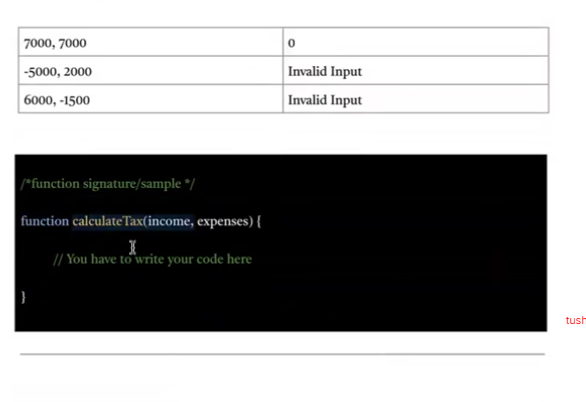 7000, 7000 0
-5000, 2000 Invalid Input
6000, -1500 Invalid Input
/*function signature/sample */
function calculateTax(income, expenses) {
// You have to write your code here
}
tush